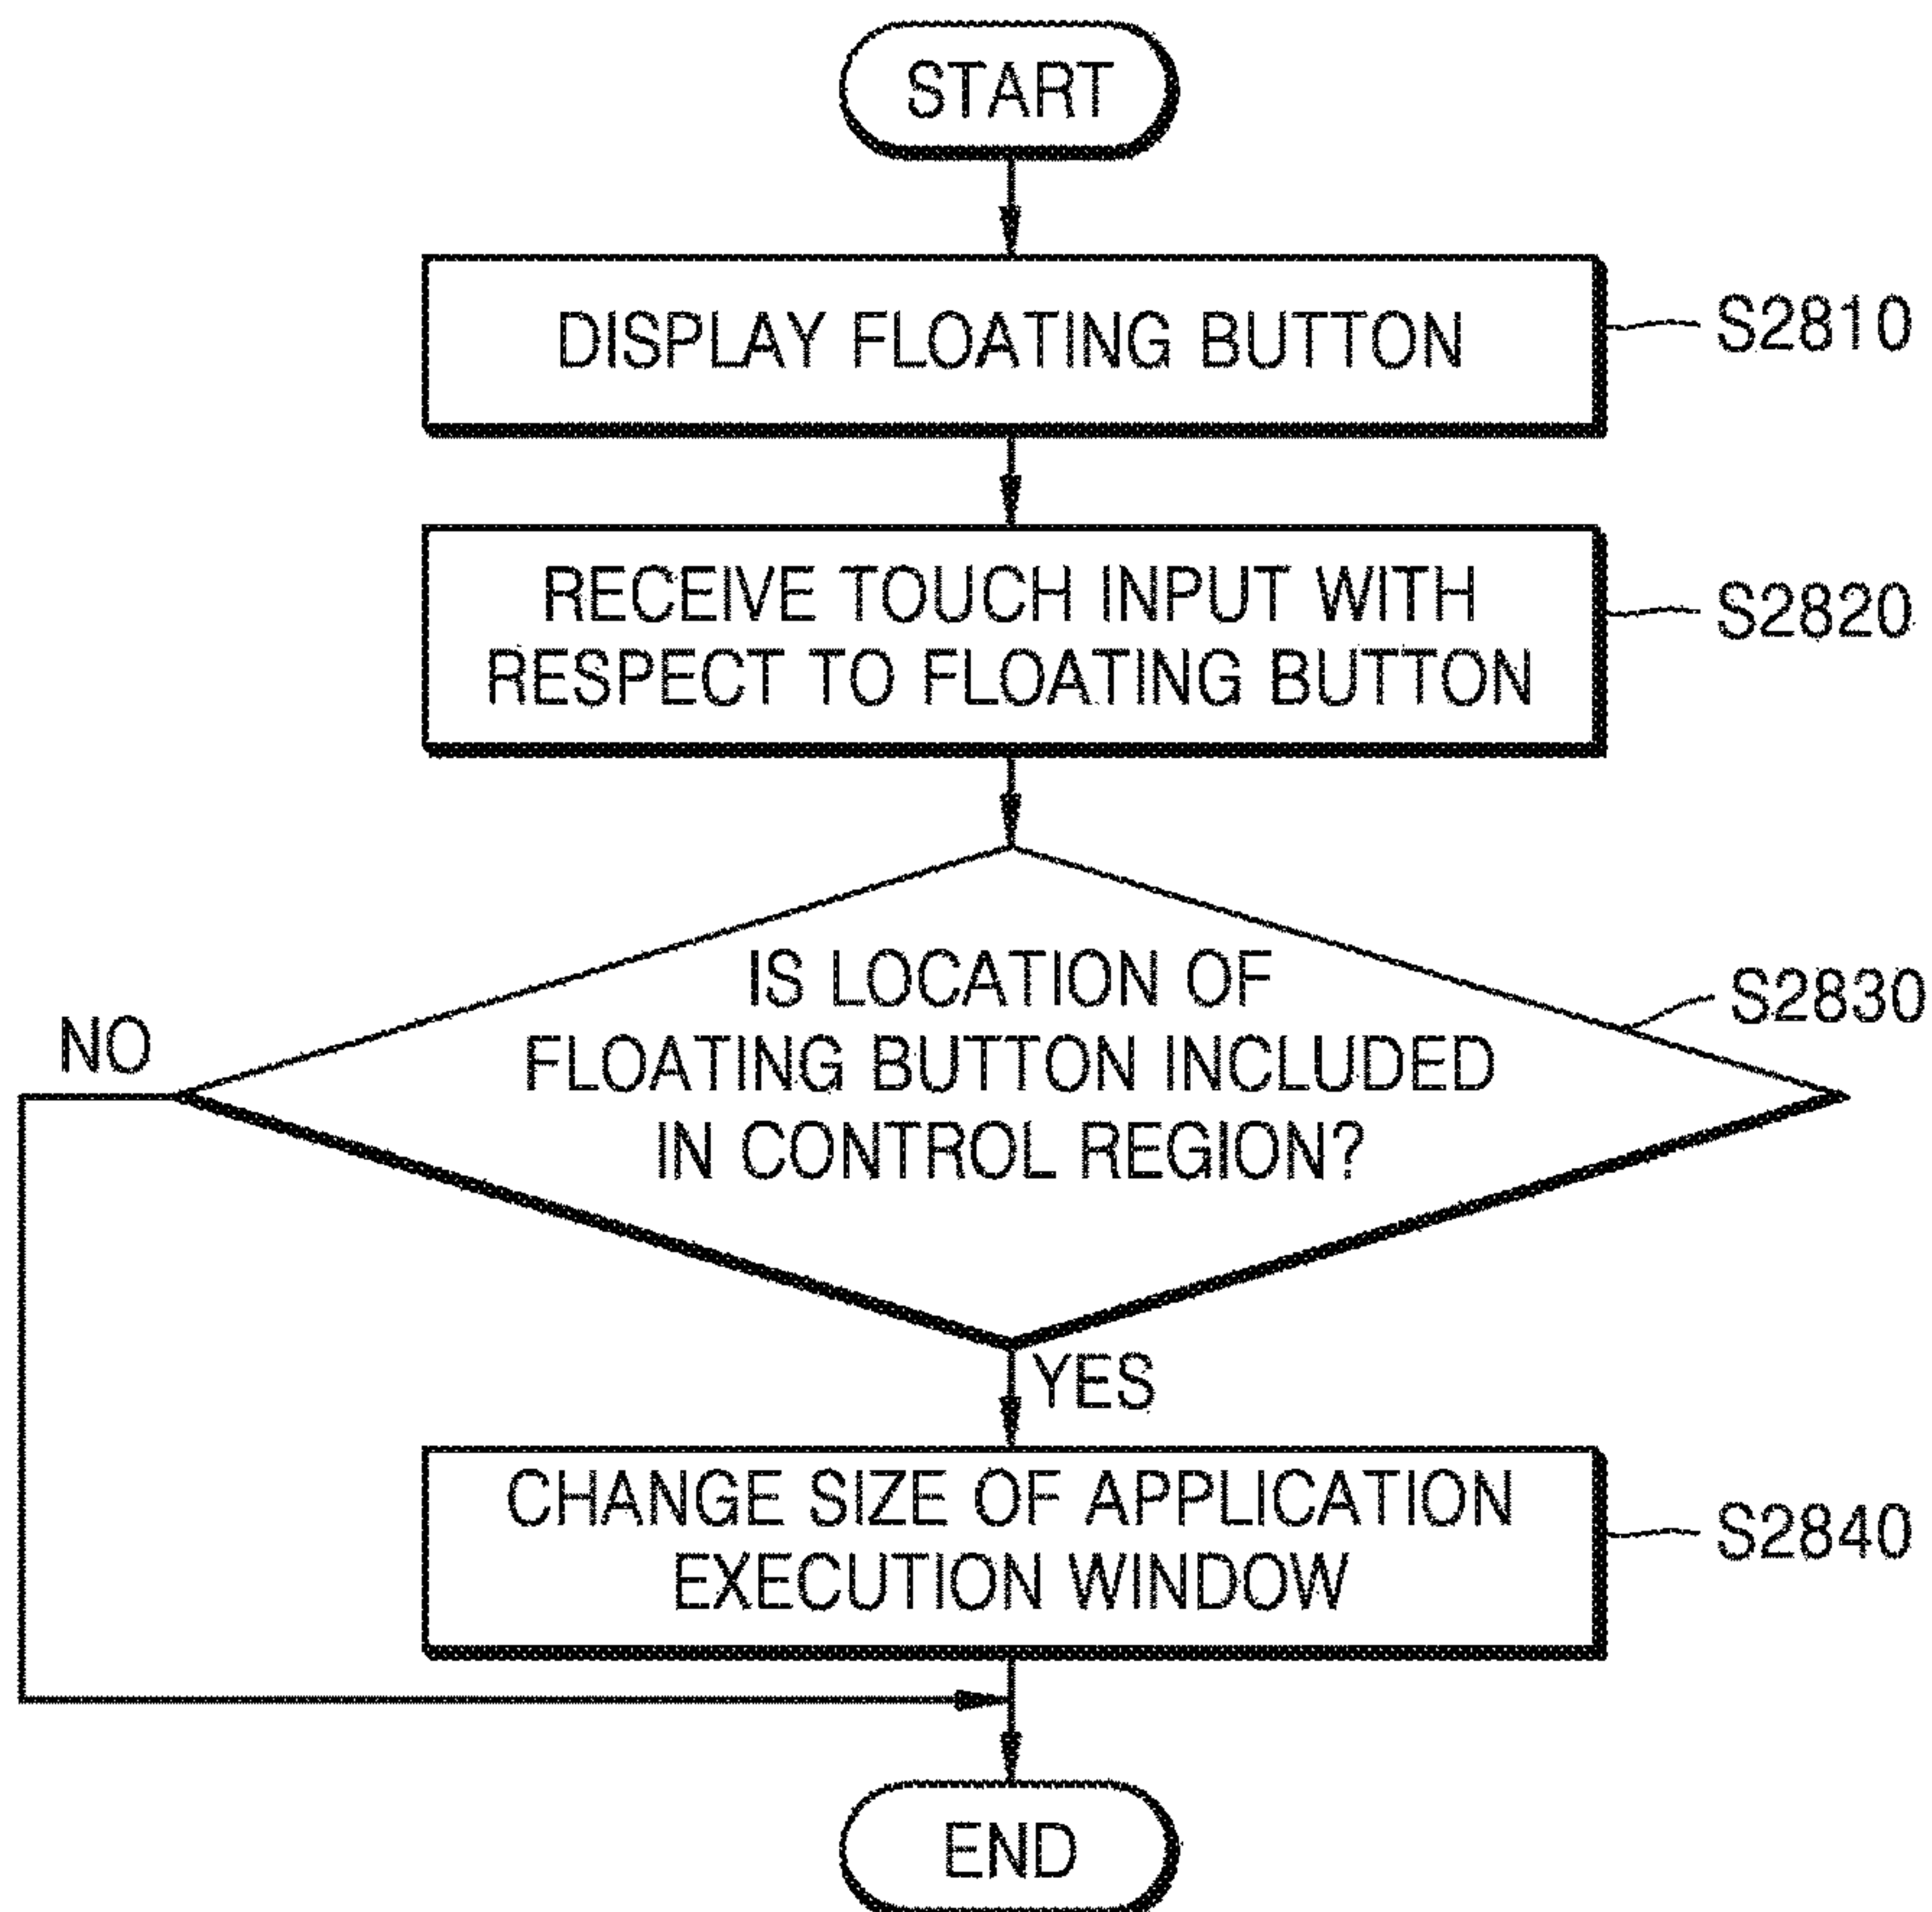 START
DISPLAY FLOATING BUTTON
S2810
RECEIVE TOUCH INPUT WITH
RESPECT TO FLOATING BUTTON
S2820
IS LOCATION OF
FLOATING BUTTON INCLUDED
IN CONTROL REGION?
S2830
NO
YES
CHANGE SIZE OF APPLICATION
EXECUTION WINDOW
S2840
END